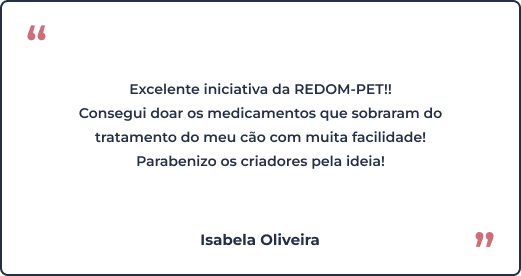 “
Excelente iniciativa da REDOM-PET!!
Consegui doar os medicamentos que sobraram do
tratamento do meu cão com muita facilidade!
Parabenizo os criadores pela ideia!
Isabela Oliveira
”